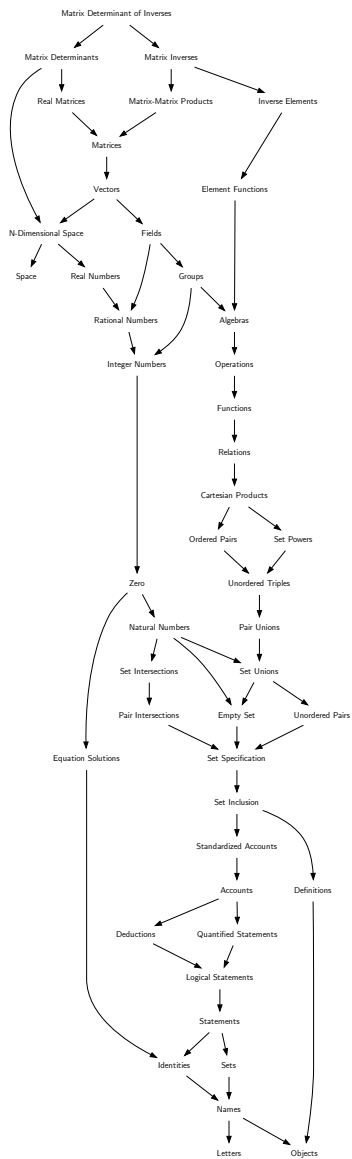 Matrix Determinant of Inverses
Matrix Determinants
Matrix Inverses
Real Matrices
Matrix-Matrix Products
Inverse Elements
Matrices
Vectors
Element Functions
N-Dimensional Space
Fields
Space
Real Numbers
Groups
Rational Numbers
Algebras
Integer Numbers
Operations
Functions
Relations
Cartesian Products
Ordered Pairs
Set Powers
Zero
Unordered Triples
Natural Numbers
Pair Unions
Set Intersections
Set Unions
Pair Intersections
Empty Set
Unordered Pairs
Equation Solutions
Set Specification
Set Inclusion
Standardized Accounts
Accounts
Definitions
Deductions
Quantified Statements
Logical Statements
Statements
Identities
Sets
Names
Letters
Objects